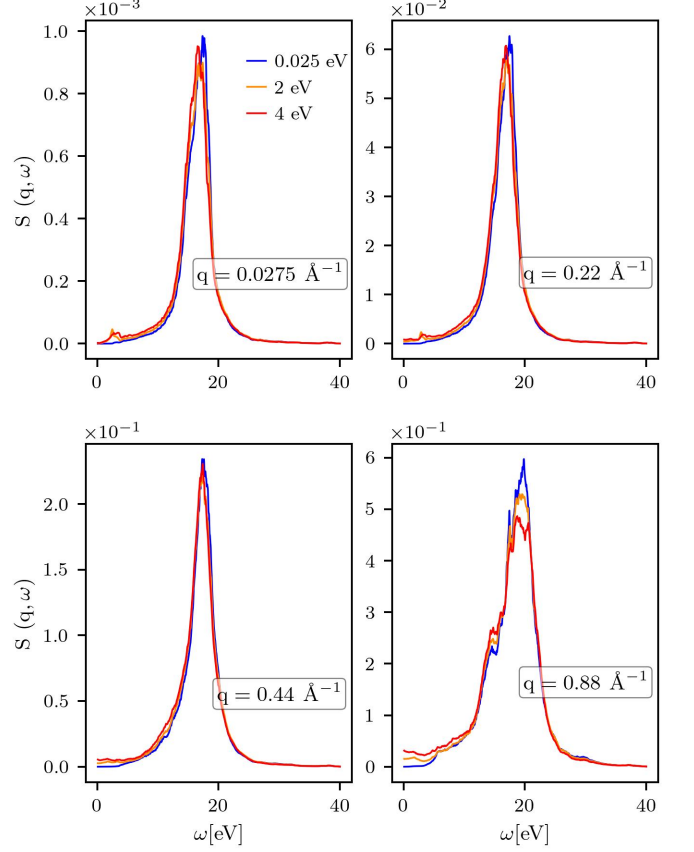 ×10⁻³
1.0
0.8
0.6
0.4
0.2
0.0
S (q, ω)
0.025 eV
2 eV
4 eV
q = 0.0275 Å⁻¹
0 20 40
×10⁻²
6
4
2
0
q = 0.22 Å⁻¹
0 20 40
×10⁻¹
2.0
1.5
1.0
0.5
0.0
S (q, ω)
q = 0.44 Å⁻¹
0 20 40
ω[eV]
×10⁻¹
6
5
4
3
2
1
0
q = 0.88 Å⁻¹
0 20 40
ω[eV]